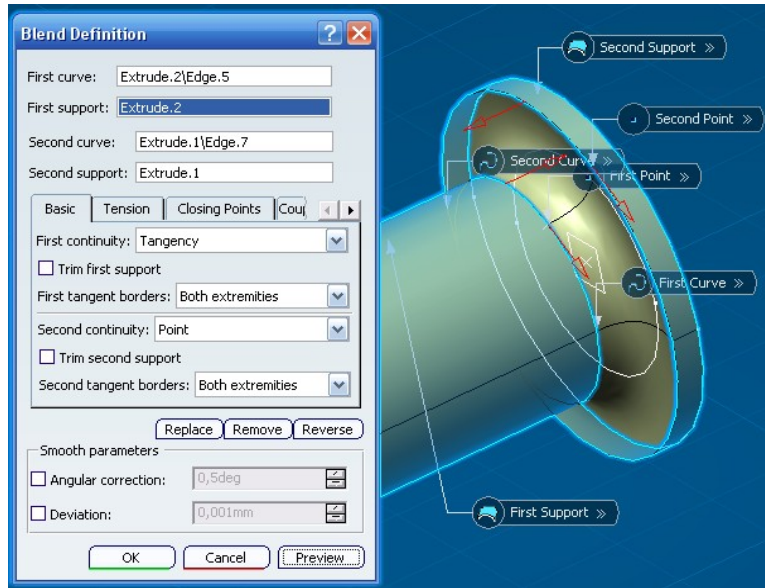 Blend Definition
First curve: Extrude.2\Edge.5
First support: Extrude.2
Second curve: Extrude.1\Edge.7
Second support: Extrude.1
Basic Tension Closing Points
First continuity: Tangency
Trim first support
First tangent borders: Both extremities
Second continuity: Point
Trim second support
Second tangent borders: Both extremities
Replace Remove Reverse
Smooth parameters
Angular correction: 0,5deg
Deviation: 0,001mm
OK Cancel Preview
Second Support »
Second Point »
Second Curve »
First Point »
First Curve »
First Support »